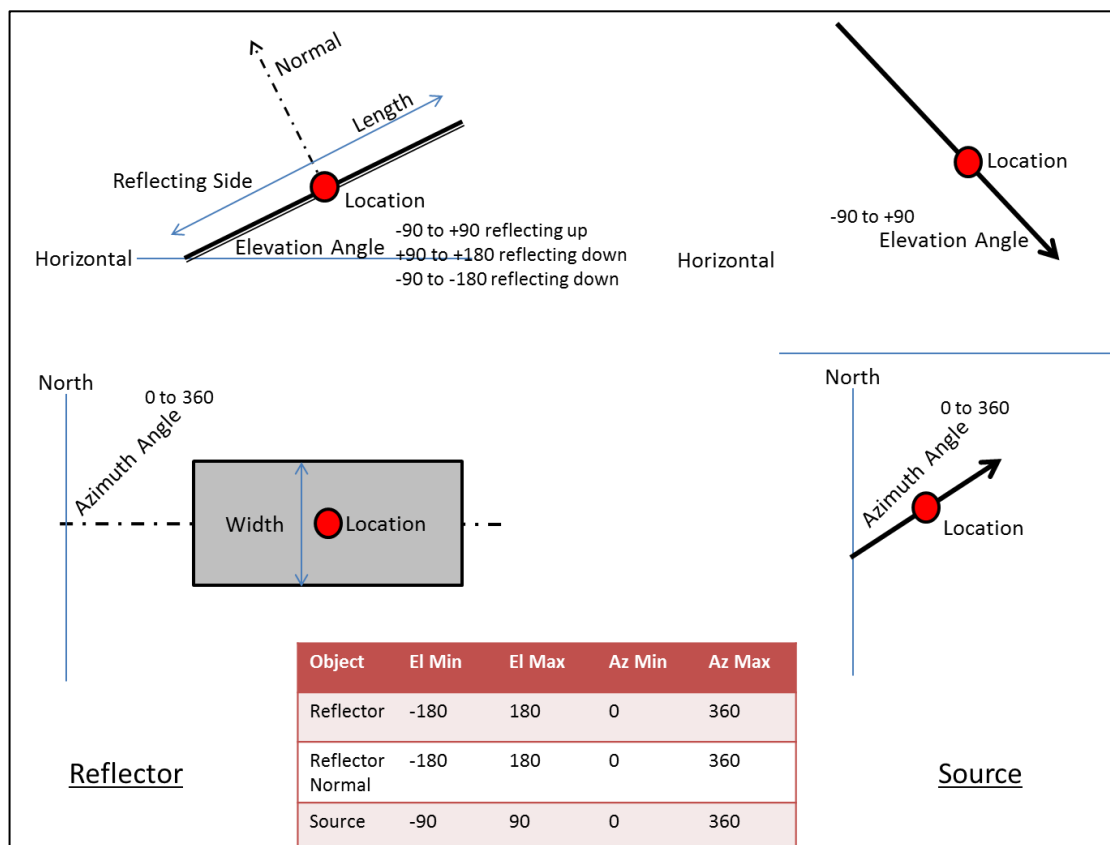 Normal
Length
Reflecting Side
Location
Elevation Angle
-90 to +90 reflecting up
+90 to +180 reflecting down
-90 to -180 reflecting down
Horizontal
Location
-90 to +90
Elevation Angle
Horizontal
North
0 to 360
Azimuth Angle
Width
Location
North
0 to 360
Azimuth Angle
Location
Object El Min El Max Az Min Az Max
Reflector -180 180 0 360
Reflector
Normal -180 180 0 360
Source -90 90 0 360
Reflector
Source